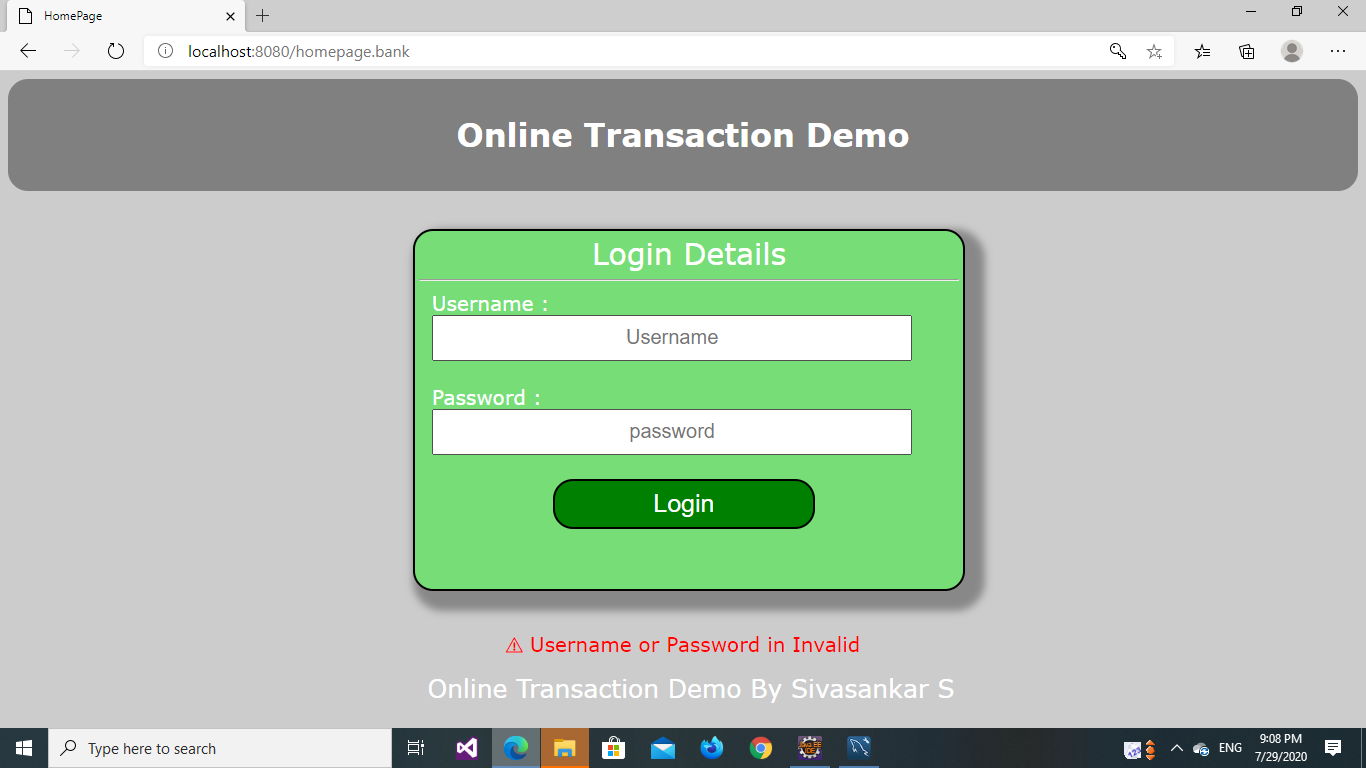 HomePage
localhost:8080/homepage.bank
Online Transaction Demo
Login Details
Username :
Username
Password :
password
Login
⚠ Username or Password in Invalid
Online Transaction Demo By Sivasankar S
Type here to search
ENG
9:08 PM
7/29/2020